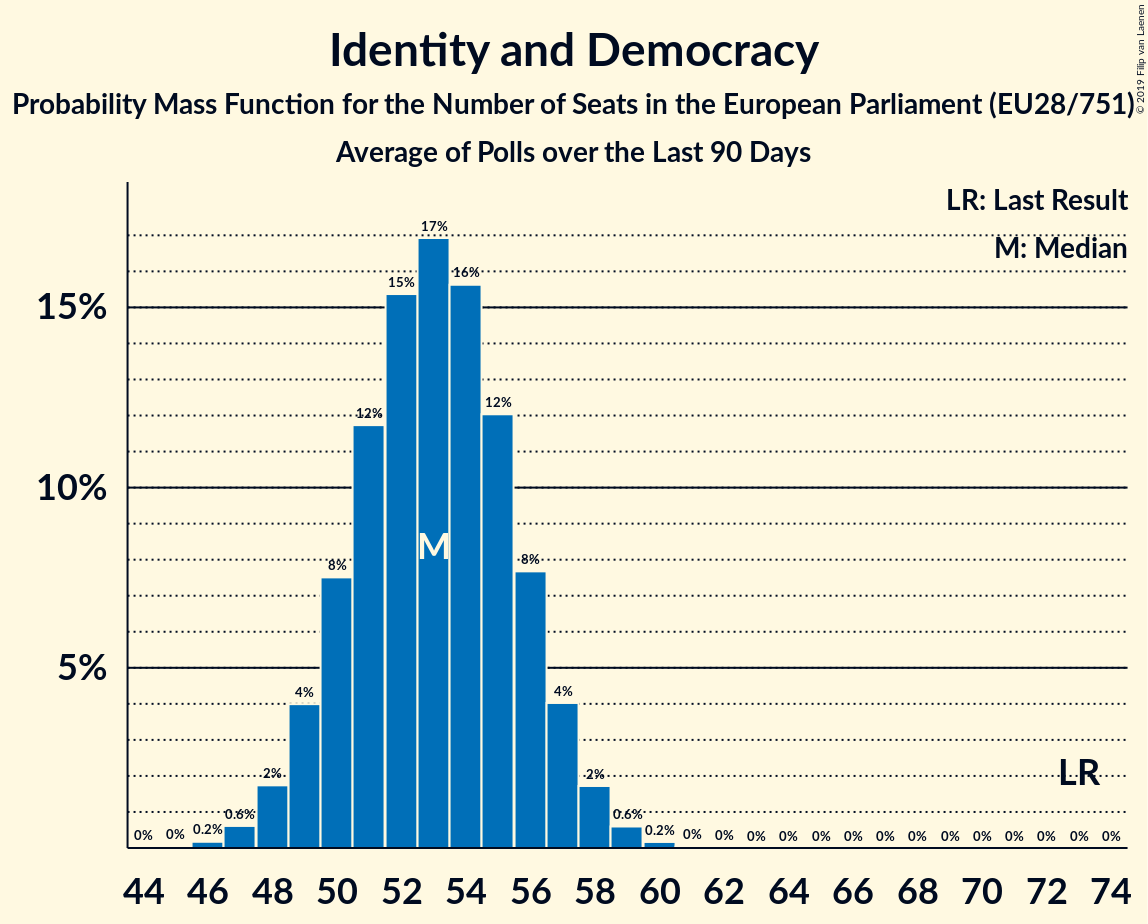 Identity and Democracy
Probability Mass Function for the Number of Seats in the European Parliament (EU28/751)
Average of Polls over the Last 90 Days
© 2019 Filip van Laenen
LR: Last Result
M: Median
15%
10%
5%
0% 0% 0.2% 0.6% 2% 4% 8% 12% 15% 17% 16% 12% 8% 4% 2% 0.6% 0.2% 0% 0% 0% 0% 0% 0% 0% 0% 0% 0% 0% 0% 0% 0%
M
LR
44 46 48 50 52 54 56 58 60 62 64 66 68 70 72 74